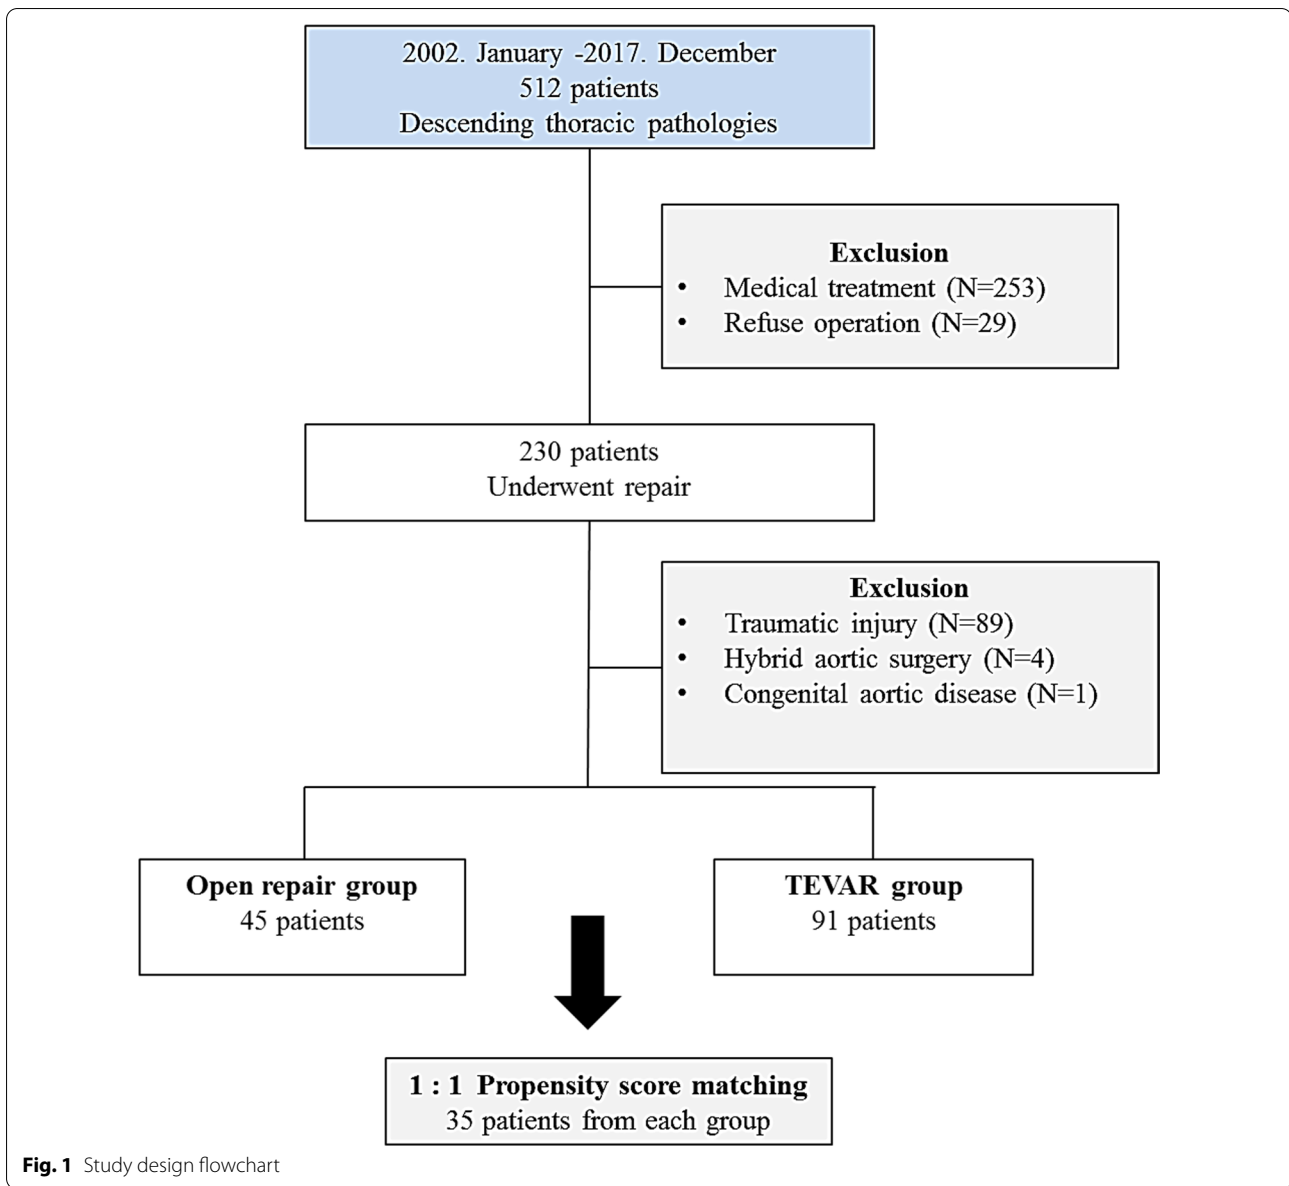 2002. January -2017. December
512 patients
Descending thoracic pathologies
Exclusion
• Medical treatment (N=253)
• Refuse operation (N=29)
230 patients
Underwent repair
Exclusion
• Traumatic injury (N=89)
• Hybrid aortic surgery (N=4)
• Congenital aortic disease (N=1)
Open repair group
45 patients
TEVAR group
91 patients
1 : 1 Propensity score matching
35 patients from each group
Fig. 1 Study design flowchart